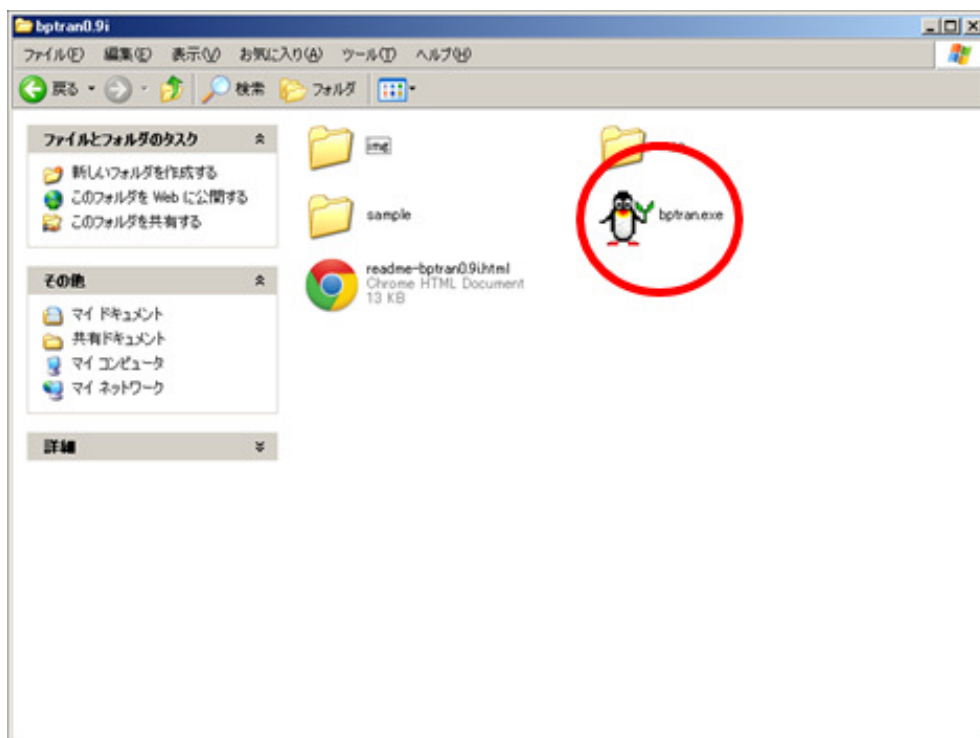 bptran0.9i
ファイル(F) 編集(E) 表示(V) お気に入り(A) ツール(T) ヘルプ(H)
戻る 検索 フォルダ
ファイルとフォルダのタスク
新しいフォルダを作成する
このフォルダを Web に公開する
このフォルダを共有する
その他
マイ ドキュメント
共有ドキュメント
マイ コンピュータ
マイ ネットワーク
詳細
img
sample
bptran.exe
readme-bptran0.9i.html
Chrome HTML Document
13 KB